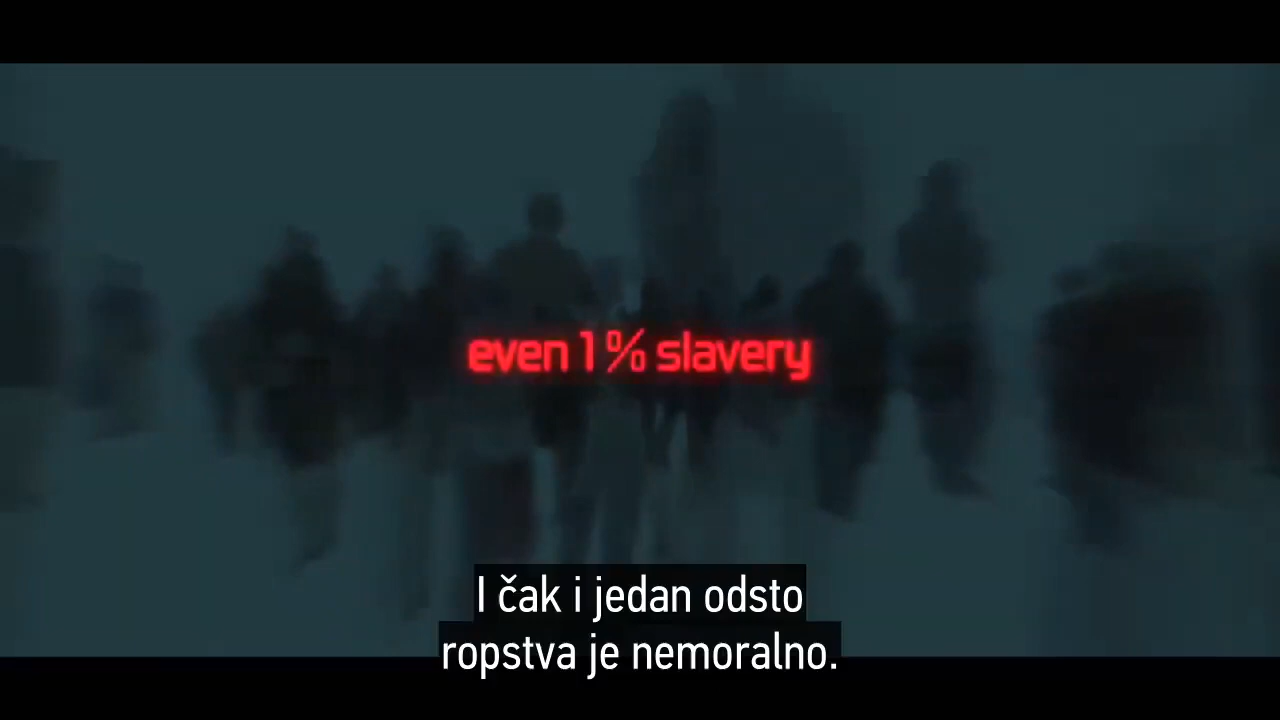 even 1% slavery
I čak i jedan odsto
ropstva je nemoralno.